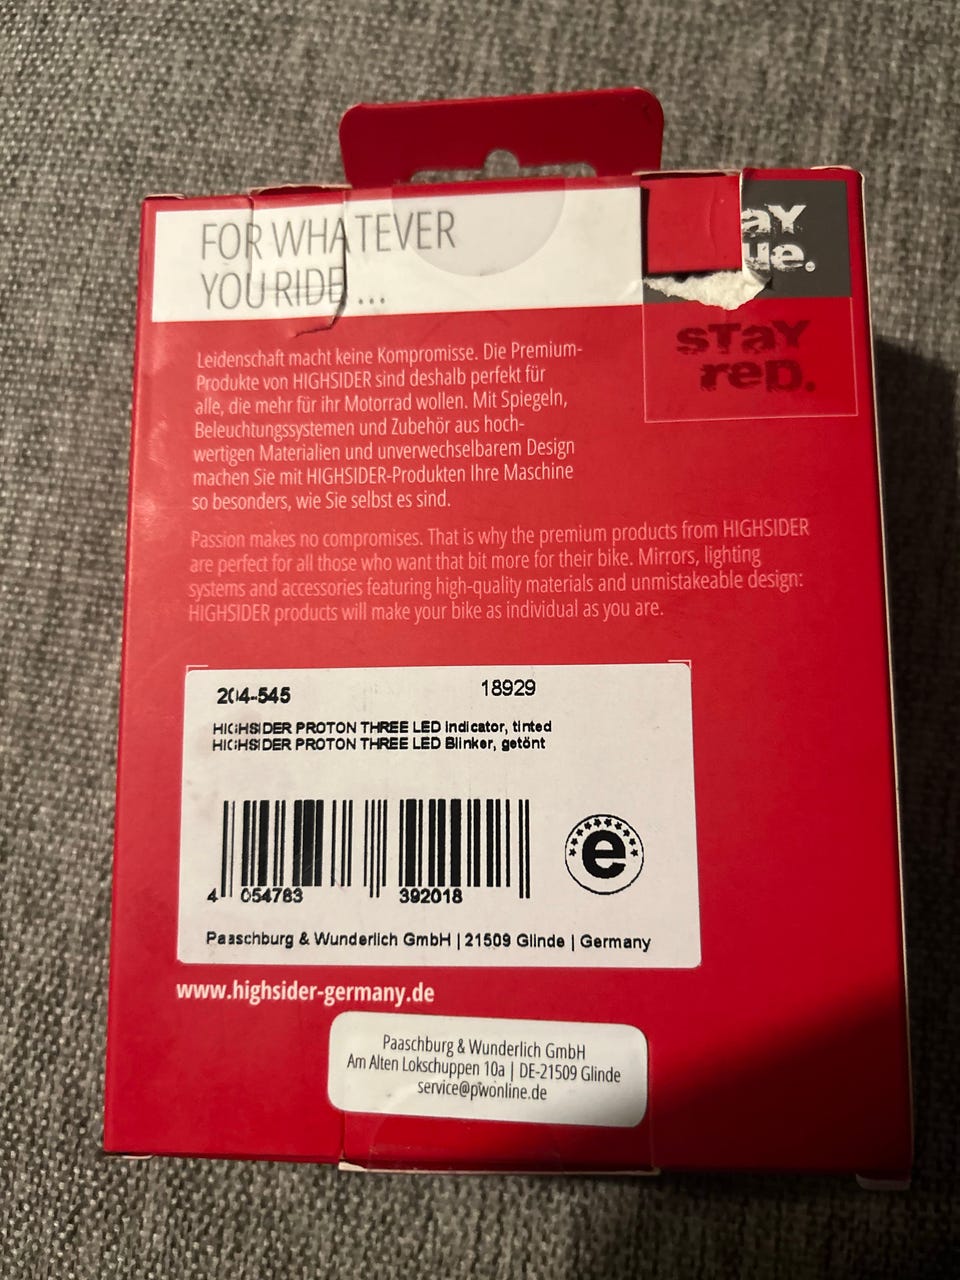 FOR WHATEVER
YOU RIDE ...
aY
ue.
STaY
reD.
Leidenschaft macht keine Kompromisse. Die Premium-
Produkte von HIGHSIDER sind deshalb perfekt für
alle, die mehr für ihr Motorrad wollen. Mit Spiegeln,
Beleuchtungssystemen und Zubehör aus hoch-
wertigen Materialien und unverwechselbarem Design
machen Sie mit HIGHSIDER-Produkten Ihre Maschine
so besonders, wie Sie selbst es sind.
Passion makes no compromises. That is why the premium products from HIGHSIDER
are perfect for all those who want that bit more for their bike. Mirrors, lighting
systems and accessories featuring high-quality materials and unmistakeable design:
HIGHSIDER products will make your bike as individual as you are.
204-545 18929
HIGHSIDER PROTON THREE LED Indicator, tinted
HIGHSIDER PROTON THREE LED Blinker, getönt
e
4 054783 392018
Paaschburg & Wunderlich GmbH | 21509 Glinde | Germany
www.highsider-germany.de
Paaschburg & Wunderlich GmbH
Am Alten Lokschuppen 10a | DE-21509 Glinde
service@pwonline.de